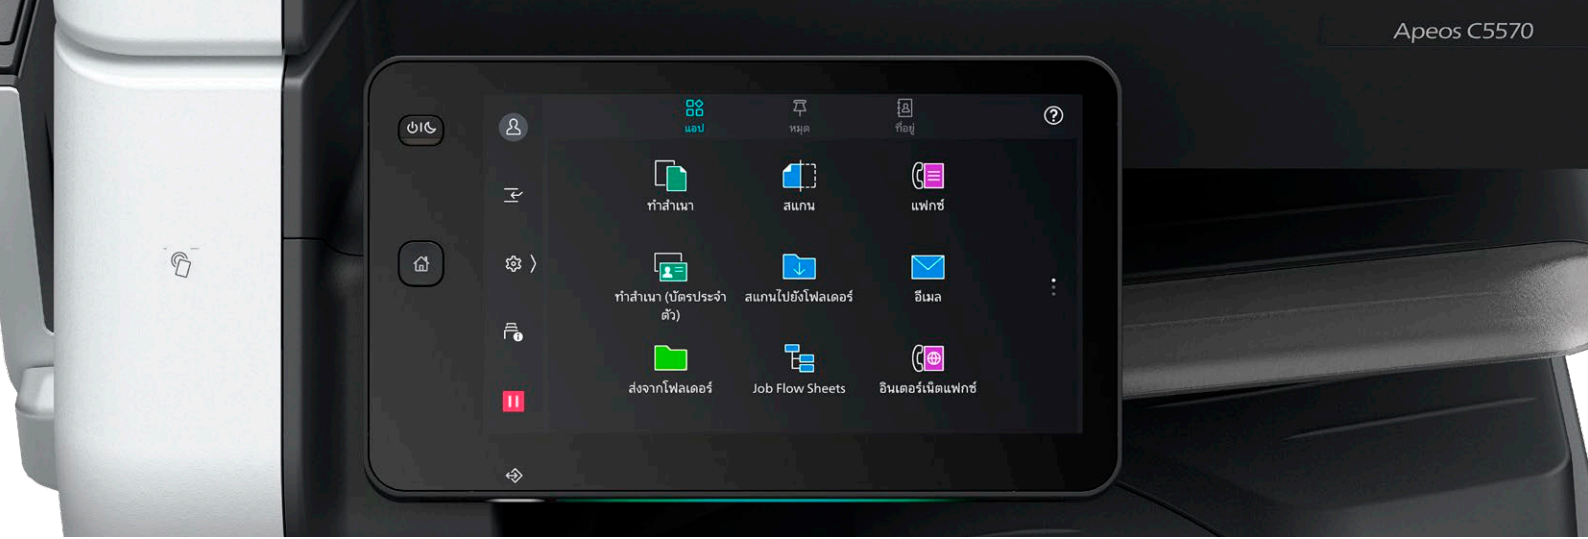 Apeos C5570
แอป
หมุด
ที่อยู่
ทำสำเนา
สแกน
แฟกซ์
ทำสำเนา (บัตรประจำ
ตัว)
สแกนไปยังโฟลเดอร์
อีเมล
ส่งจากโฟลเดอร์
Job Flow Sheets
อินเตอร์เน็ตแฟกซ์